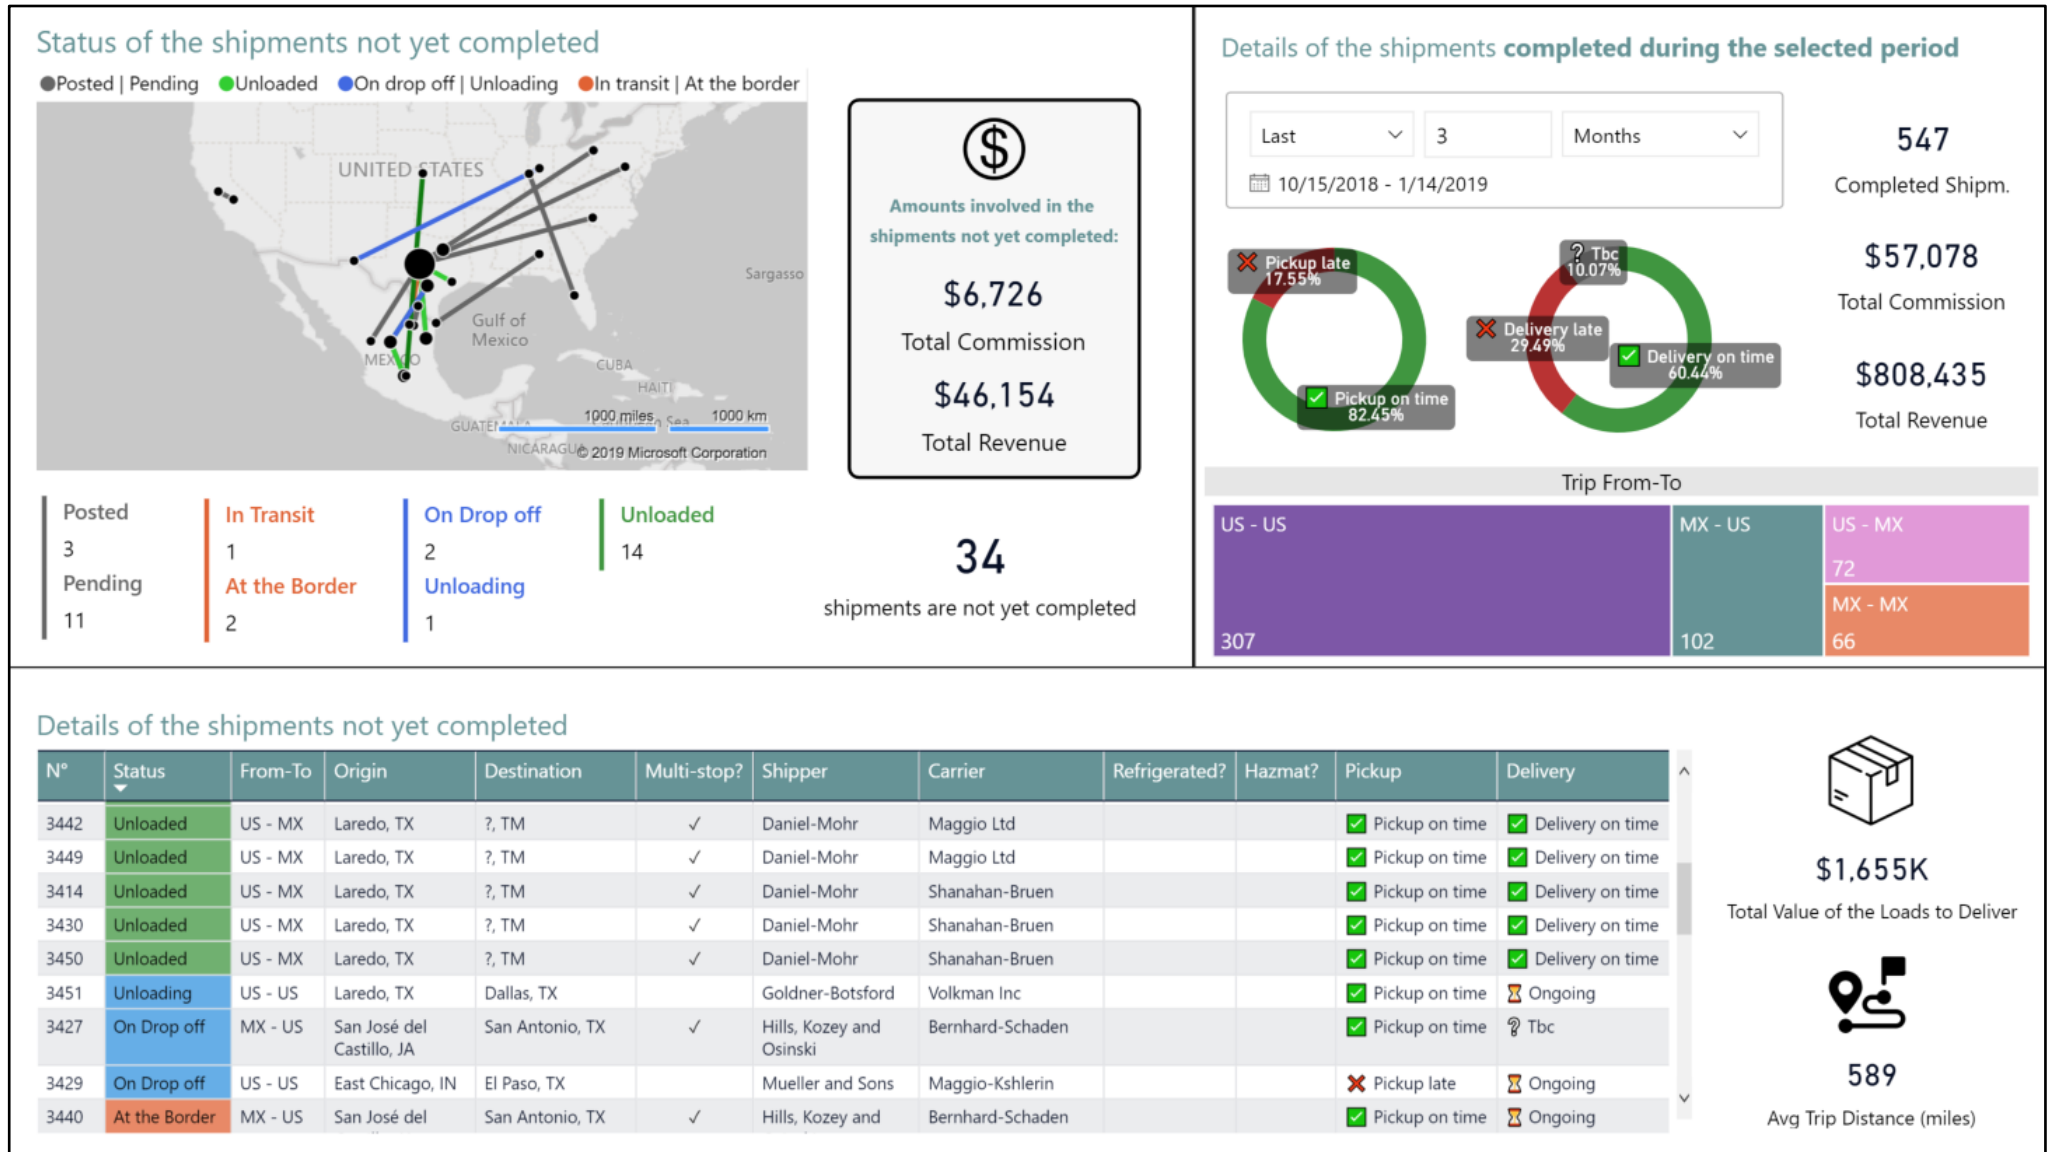 Status of the shipments not yet completed
Posted | Pending Unloaded On drop off | Unloading In transit | At the border
UNITED STATES
Sargasso
Gulf of
Mexico
MEXICO
CUBA
HAITI
1000 miles 1000 km
GUATEMALA
NICARAGU
© 2019 Microsoft Corporation
Amounts involved in the
shipments not yet completed:
$6,726
Total Commission
$46,154
Total Revenue
Posted
3
Pending
11
In Transit
1
At the Border
2
On Drop off
2
Unloading
1
Unloaded
14
34
shipments are not yet completed
Details of the shipments completed during the selected period
Last 3 Months
10/15/2018 - 1/14/2019
547
Completed Shipm.
$57,078
Total Commission
$808,435
Total Revenue
Pickup late
17.55%
Pickup on time
82.45%
Tbc
10.07%
Delivery late
29.49%
Delivery on time
60.44%
Trip From-To
US - US
307
MX - US
102
US - MX
72
MX - MX
66
Details of the shipments not yet completed
N° Status From-To Origin Destination Multi-stop? Shipper Carrier Refrigerated? Hazmat? Pickup Delivery
3442 Unloaded US - MX Laredo, TX ?, TM ✓ Daniel-Mohr Maggio Ltd Pickup on time Delivery on time
3449 Unloaded US - MX Laredo, TX ?, TM ✓ Daniel-Mohr Maggio Ltd Pickup on time Delivery on time
3414 Unloaded US - MX Laredo, TX ?, TM ✓ Daniel-Mohr Shanahan-Bruen Pickup on time Delivery on time
3430 Unloaded US - MX Laredo, TX ?, TM ✓ Daniel-Mohr Shanahan-Bruen Pickup on time Delivery on time
3450 Unloaded US - MX Laredo, TX ?, TM ✓ Daniel-Mohr Shanahan-Bruen Pickup on time Delivery on time
3451 Unloading US - US Laredo, TX Dallas, TX Goldner-Botsford Volkman Inc Pickup on time Ongoing
3427 On Drop off MX - US San José del San Antonio, TX ✓ Hills, Kozey and Bernhard-Schaden Pickup on time Tbc
Castillo, JA Osinski
3429 On Drop off US - US East Chicago, IN El Paso, TX Mueller and Sons Maggio-Kshlerin Pickup late Ongoing
3440 At the Border MX - US San José del San Antonio, TX ✓ Hills, Kozey and Bernhard-Schaden Pickup on time Ongoing
$1,655K
Total Value of the Loads to Deliver
589
Avg Trip Distance (miles)